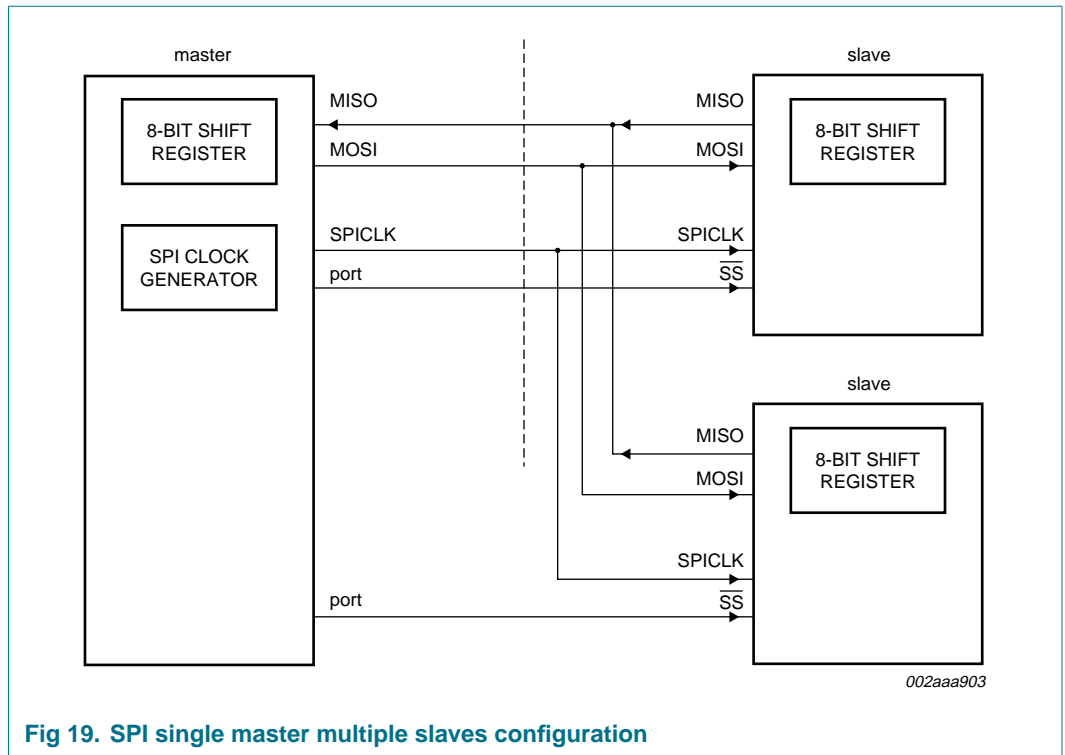 master
slave
MISO
MISO
8-BIT SHIFT
REGISTER
8-BIT SHIFT
REGISTER
MOSI
MOSI
SPICLK
SPICLK
SPI CLOCK
GENERATOR
port
S̅S̅
slave
MISO
8-BIT SHIFT
REGISTER
MOSI
SPICLK
port
S̅S̅
002aaa903
Fig 19. SPI single master multiple slaves configuration